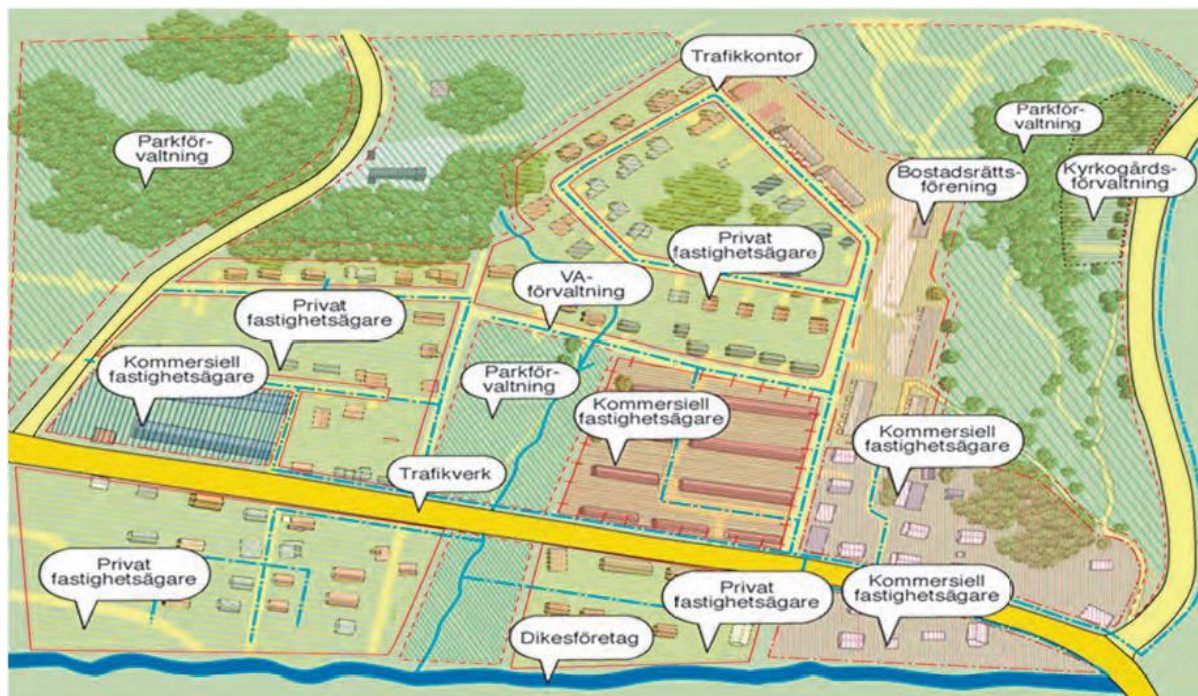 Trafikkontor
Parkför-
valtning
Parkför-
valtning
Bostadsrätts-
förening
Kyrkogårds-
förvaltning
Privat
fastighetsägare
VA-
förvaltning
Privat
fastighetsägare
Kommersiell
fastighetsägare
Parkför-
valtning
Kommersiell
fastighetsägare
Kommersiell
fastighetsägare
Trafikverk
Privat
fastighetsägare
Privat
fastighetsägare
Kommersiell
fastighetsägare
Dikesföretag